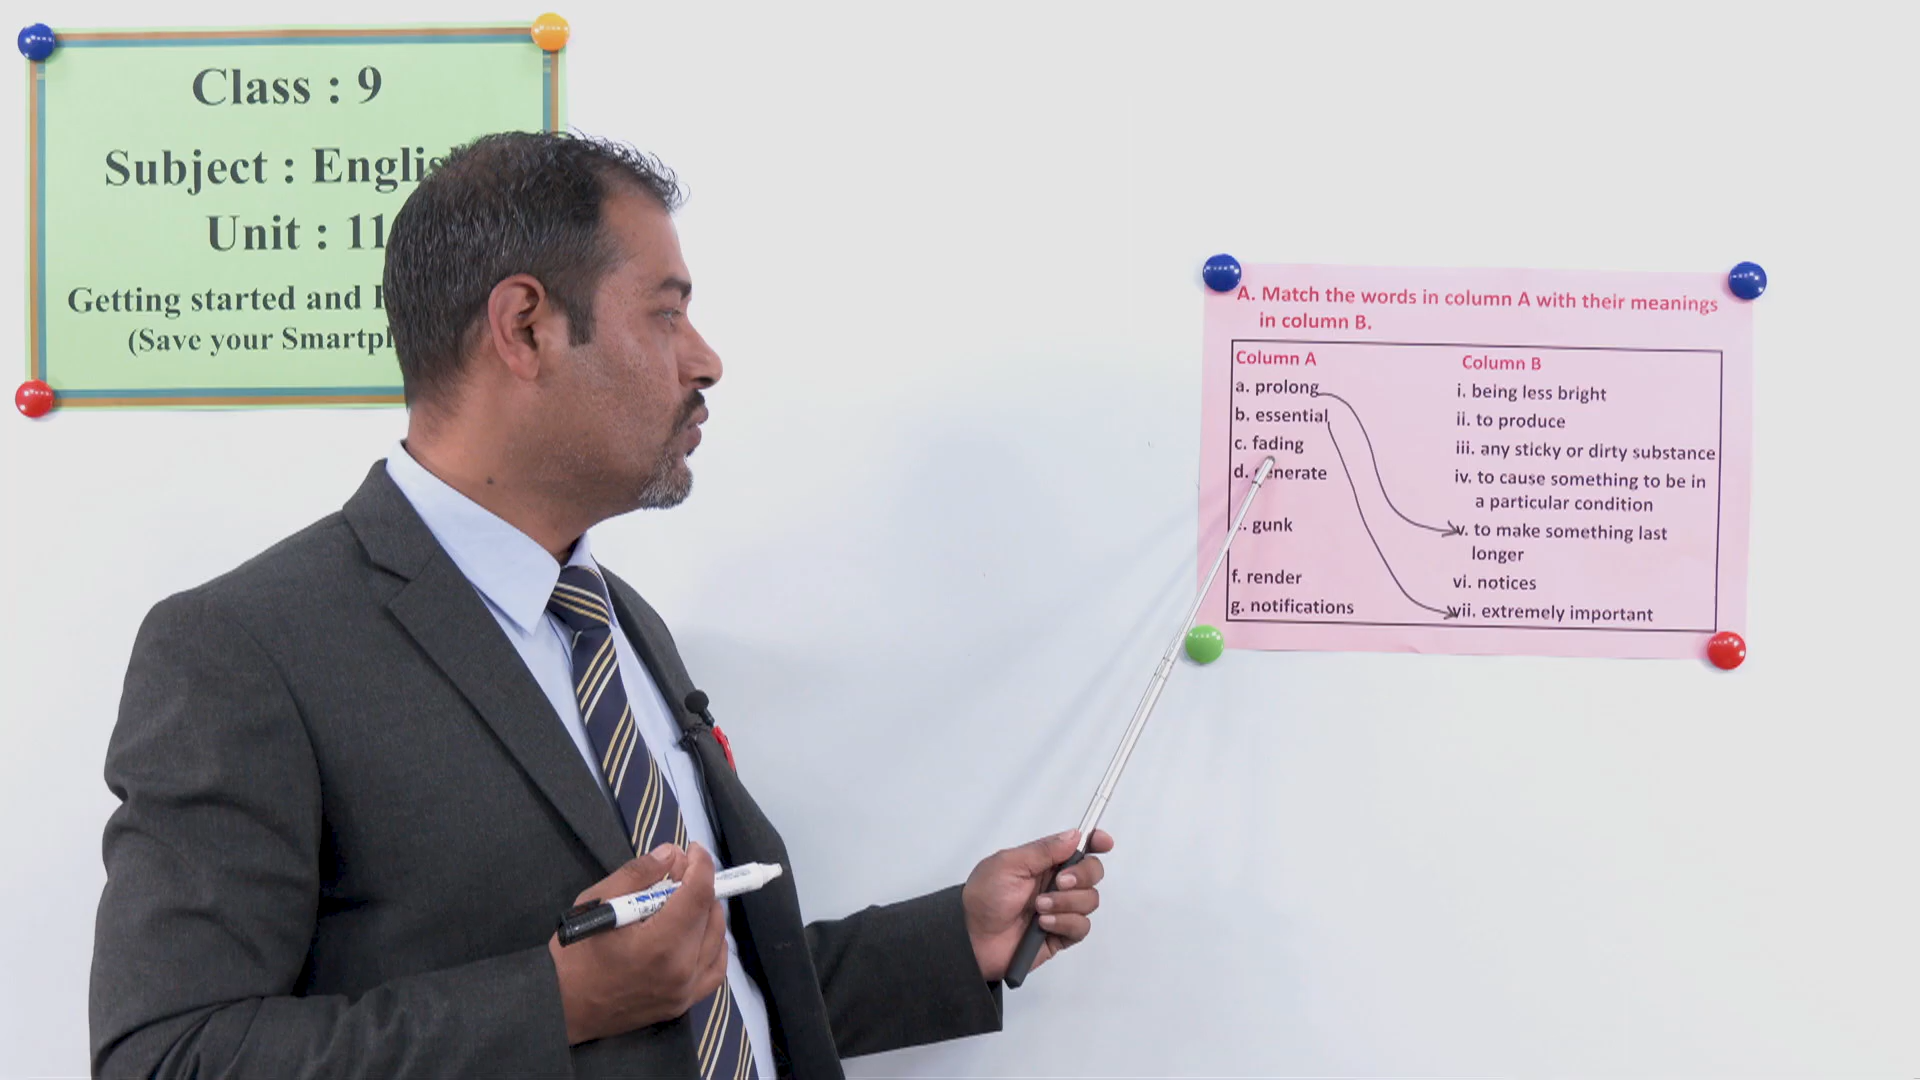 Class : 9
Subject : Englis
Unit : 11
Getting started and
(Save your Smartph
A. Match the words in column A with their meanings
in column B.
Column A
a. prolong
b. essential
c. fading
d. generate
. gunk
f. render
g. notifications
Column B
i. being less bright
ii. to produce
iii. any sticky or dirty substance
iv. to cause something to be in
a particular condition
v. to make something last
longer
vi. notices
vii. extremely important